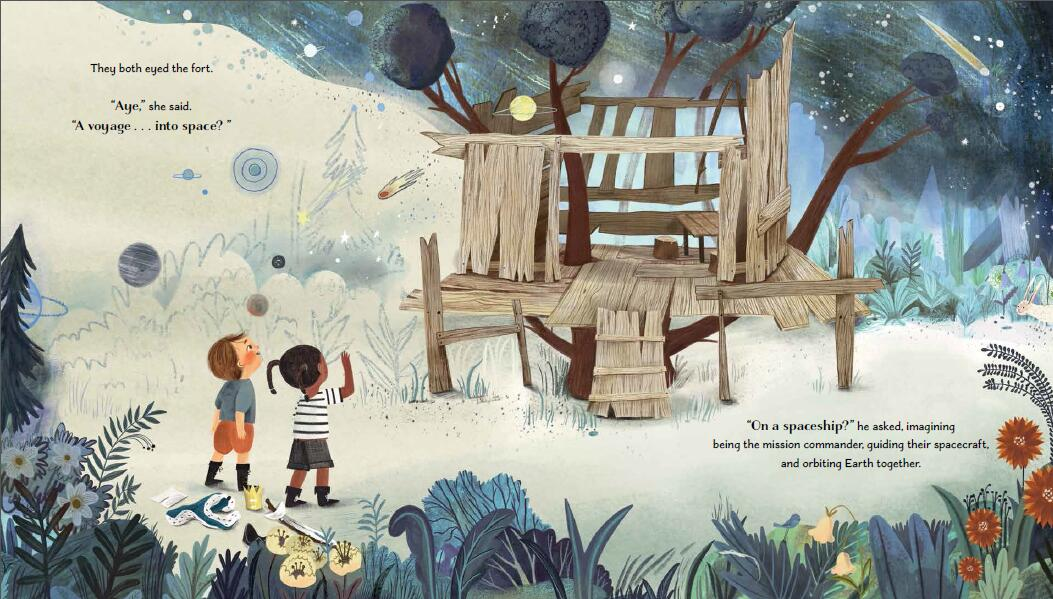 They both eyed the fort.
“Aye,” she said.
“A voyage . . . into space? ”
“On a spaceship?” he asked, imagining
being the mission commander, guiding their spacecraft,
and orbiting Earth together.